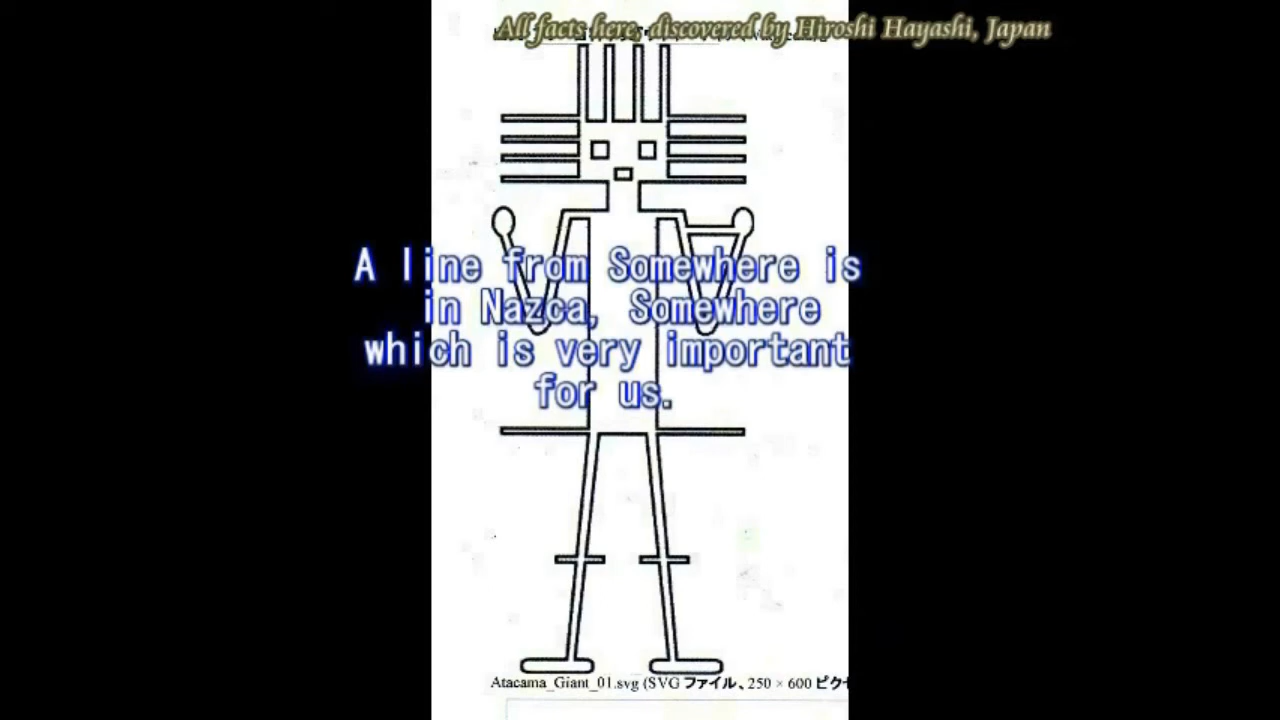 All facts here, discovered by Hiroshi Hayashi, Japan
A line from Somewhere is
in Nazca, Somewhere
which is very important
for us.
Atacama_Giant_01.svg (SVG ファイル、250 × 600 ピク